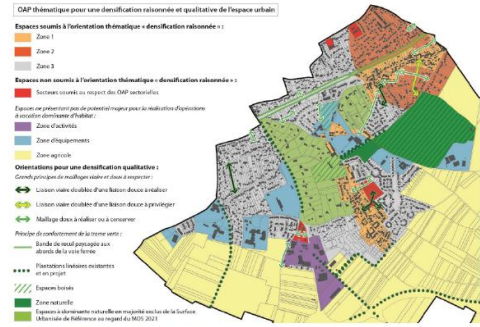 OAP thématique pour une densification raisonnée et qualitative de l'espace urbain
Espaces soumis à l'orientation thématique « densification raisonnée » :
Zone 1
Zone 2
Zone 3
Espaces non soumis à l'orientation thématique « densification raisonnée » :
Secteurs soumis au respect des OAP sectorielles
Espaces ne présentant pas de potentiel majeur pour la réalisation d'opérations
à vocation dominante d'habitat :
Zone d'activités
Zone d'équipements
Zone agricole
Orientations pour une densification qualitative :
Grands principes de maillages viaire et doux à respecter :
Liaison viaire doublées d'une liaison douce à réaliser
Liaison viaire doublées d'une liaison douce à privilégier
Maillage doux à réaliser ou à conserver
Principe de confortement de la trame verte :
Bande de recul paysagée aux
abords de la voie ferrée
Plantations linéaires existantes
et en projet
Espaces boisés
Zone naturelle
Espaces à dominante naturelle en majorité exclus de la Surface
Urbanisée de Référence au regard du MOS 2021